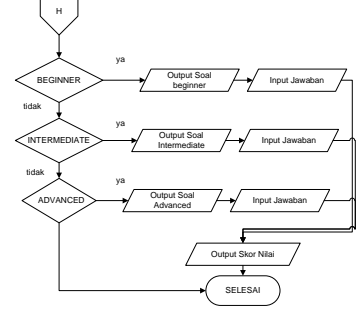 H
ya
BEGINNER
Output Soal
beginner
Input Jawaban
tidak
ya
INTERMEDIATE
Output Soal
Intermediate
Input Jawaban
tidak
ya
ADVANCED
Output Soal
Advanced
Input Jawaban
Output Skor Nilai
SELESAI